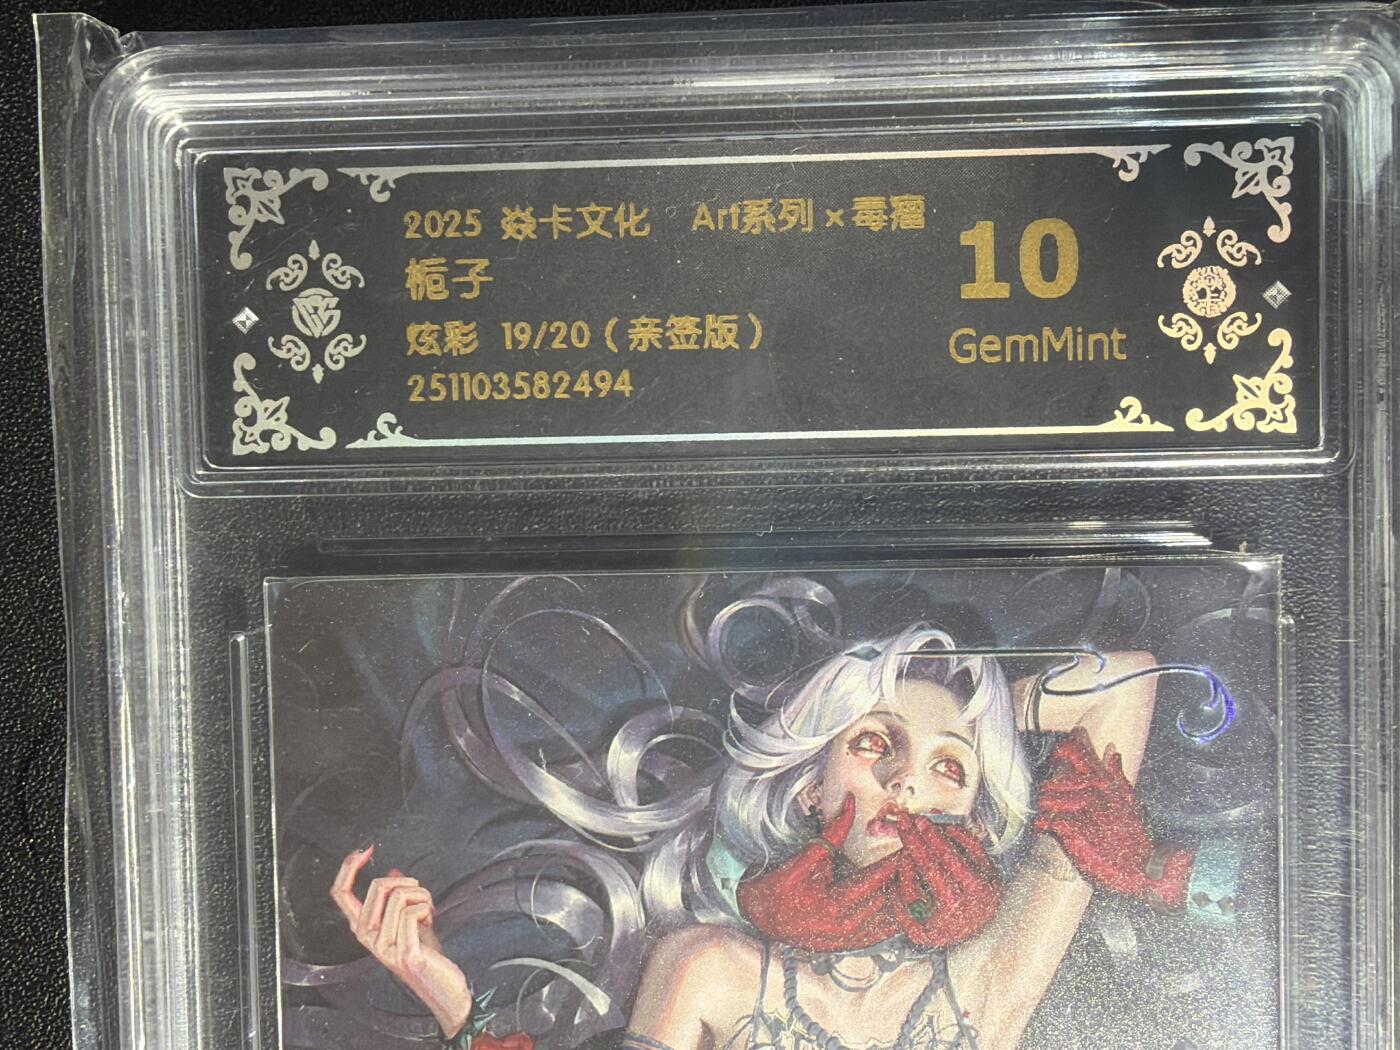 2025 焱卡文化 Art系列 x 毒瘤
栀子
炫彩 19/20（亲签版）
251103582494
10
GemMint